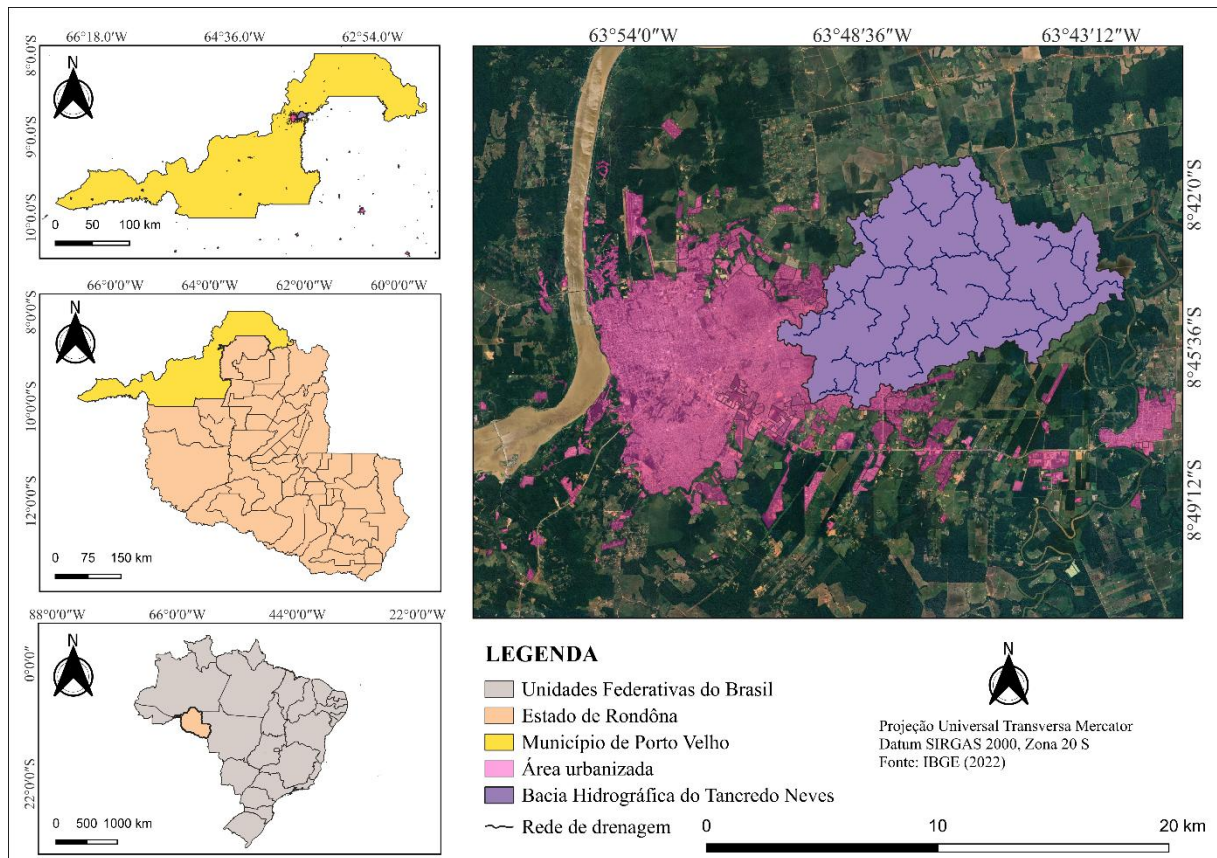 66°18.0'W 64°36.0'W 62°54.0'W
8°0.0'S
9°0.0'S
10°0.0'S
N
0 50 100 km
66°0.0'W 64°0.0'W 62°0.0'W 60°0.0'W
8°0.0'S
10°0.0'S
12°0.0'S
N
0 75 150 km
88°0.0"W 66°0.0"W 44°0.0"W 22°0.0"W
0°0.0"
22°0.0"S
N
0 500 1000 km
63°54'0"W 63°48'36"W 63°43'12"W
8°42'0"S
8°45'36"S
8°49'12"S
LEGENDA
Unidades Federativas do Brasil
Estado de Rondôna
Município de Porto Velho
Área urbanizada
Bacia Hidrográfica do Tancredo Neves
Rede de drenagem
N
Projeção Universal Transversa Mercator
Datum SIRGAS 2000, Zona 20 S
Fonte: IBGE (2022)
0 10 20 km